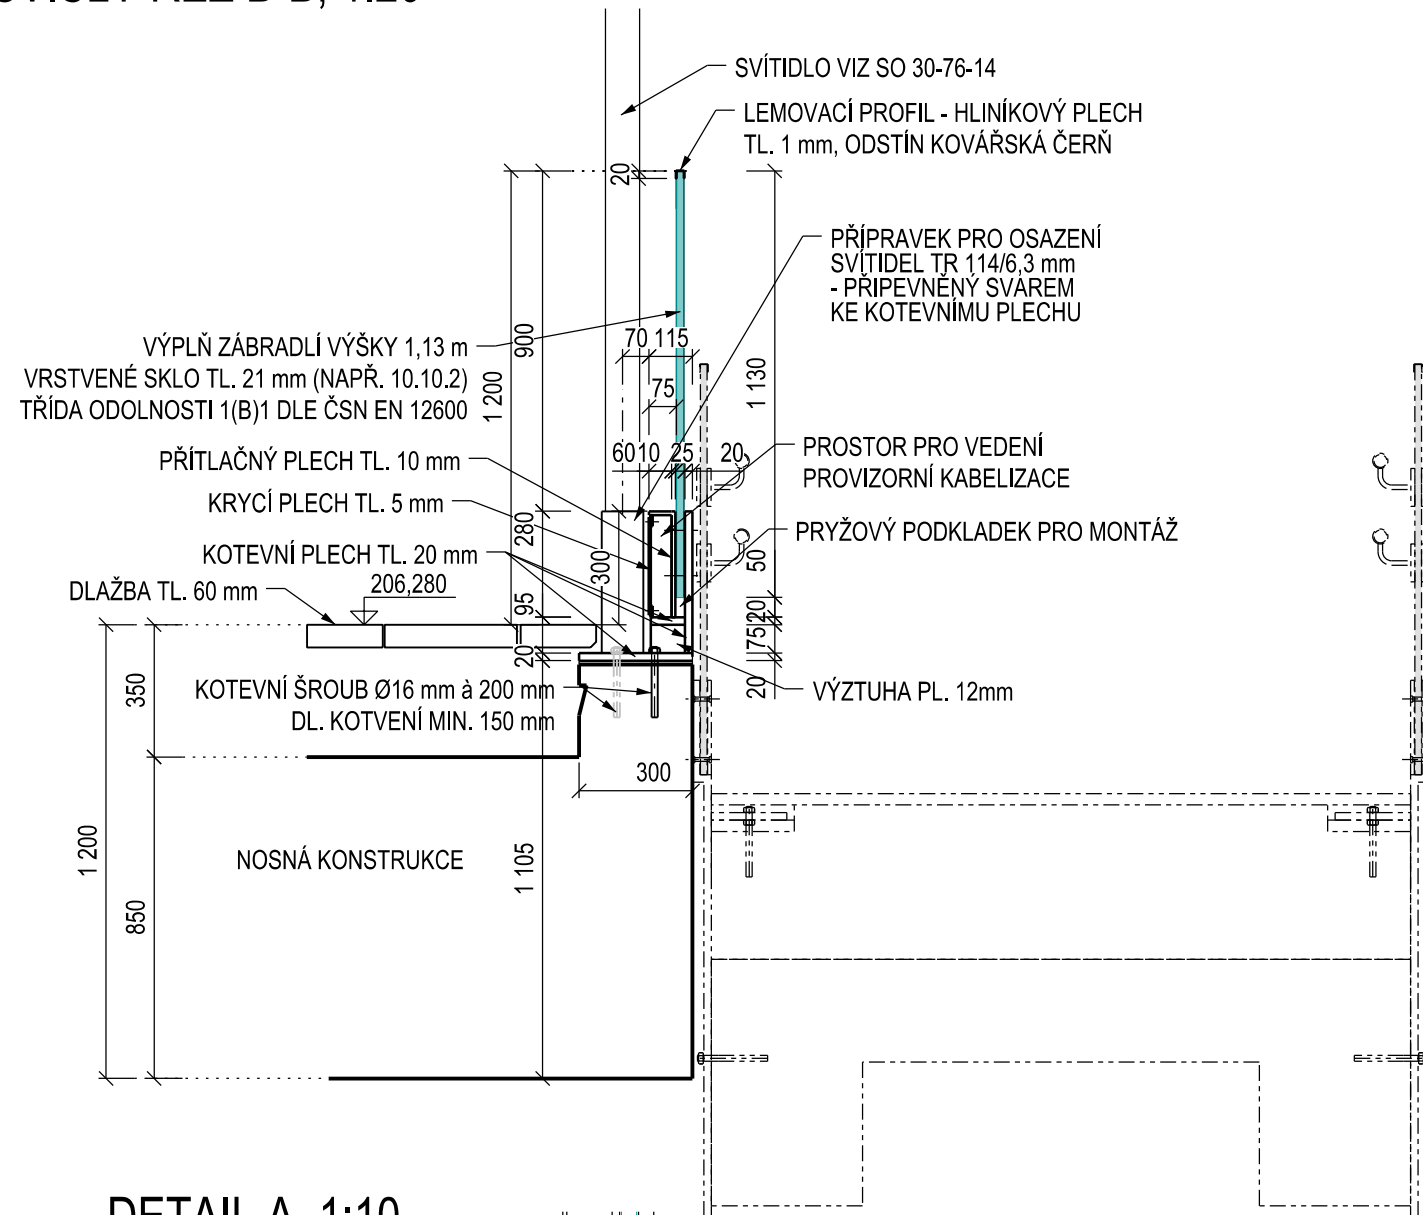 SVÍTIDLO VIZ SO 30-76-14
LEMOVACÍ PROFIL - HLINÍKOVÝ PLECH
TL. 1 mm, ODSTÍN KOVÁŘSKÁ ČERŇ
20
PŘÍPRAVEK PRO OSAZENÍ
SVÍTIDEL TR 114/6,3 mm
- PŘIPEVNĚNÝ SVAREM
KE KOTEVNÍMU PLECHU
VÝPLŇ ZÁBRADLÍ VÝŠKY 1,13 m
VRSTVENÉ SKLO TL. 21 mm (NAPŘ. 10.10.2)
TŘÍDA ODOLNOSTI 1(B)1 DLE ČSN EN 12600
1 200
900
70 115
75
1 130
60 10 25 20
PŘÍTLAČNÝ PLECH TL. 10 mm
KRYCÍ PLECH TL. 5 mm
KOTEVNÍ PLECH TL. 20 mm
DLAŽBA TL. 60 mm
206,280
PROSTOR PRO VEDENÍ
PROVIZORNÍ KABELIZACE
PRYŽOVÝ PODKLADEK PRO MONTÁŽ
280
300
95
20
50
20
75
20
KOTEVNÍ ŠROUB Ø16 mm à 200 mm
DL. KOTVENÍ MIN. 150 mm
VÝZTUHA PL. 12mm
350
300
1 200
850
1 105
NOSNÁ KONSTRUKCE
DETAIL A, 1:10